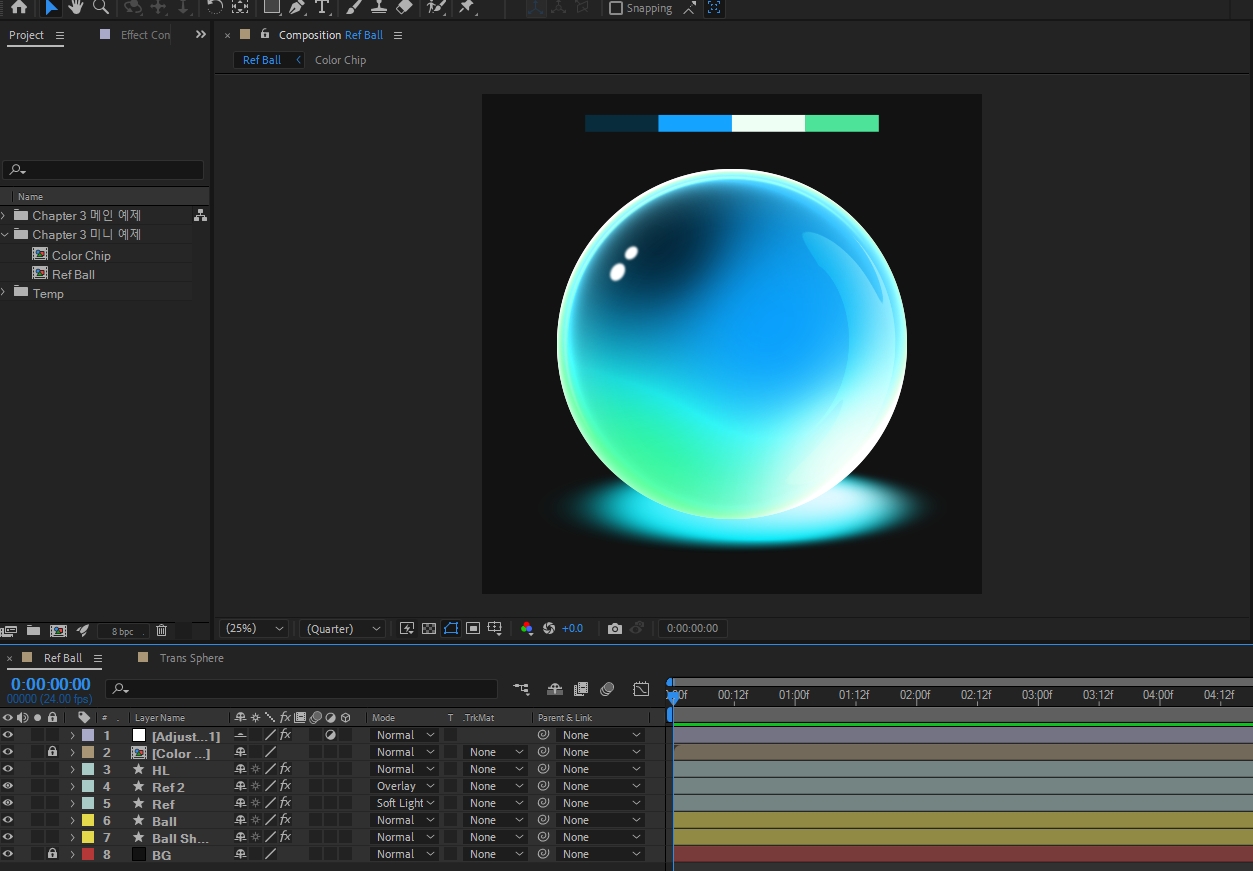 Snapping
Project
Effect Con
Composition Ref Ball
Ref Ball
Color Chip
Name
Chapter 3 메인 예제
Chapter 3 미니 예제
Color Chip
Ref Ball
Temp
8 bpc
(25%)
(Quarter)
+0.0
0:00:00:00
Ref Ball
Trans Sphere
0:00:00:00
00000 (24.00 fps)
00:12f 01:00f 01:12f 02:00f 02:12f 03:00f 03:12f 04:00f 04:12f
# . Layer Name Mode T .TrkMat Parent & Link
1 [Adjust...1] Normal None
2 [Color ...] Normal None None
3 HL Normal None None
4 Ref 2 Overlay None None
5 Ref Soft Light None None
6 Ball Normal None None
7 Ball Sh... Normal None None
8 BG Normal None None